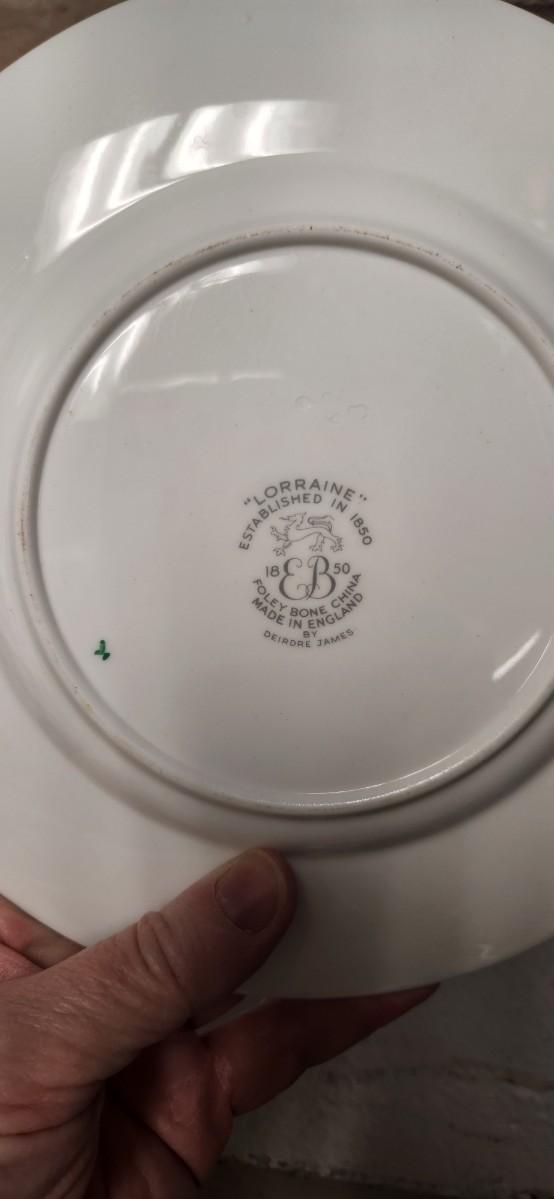 "LORRAINE"
ESTABLISHED IN 1850
18 EB 50
FOLEY BONE CHINA
MADE IN ENGLAND
BY
DEIRDRE JAMES